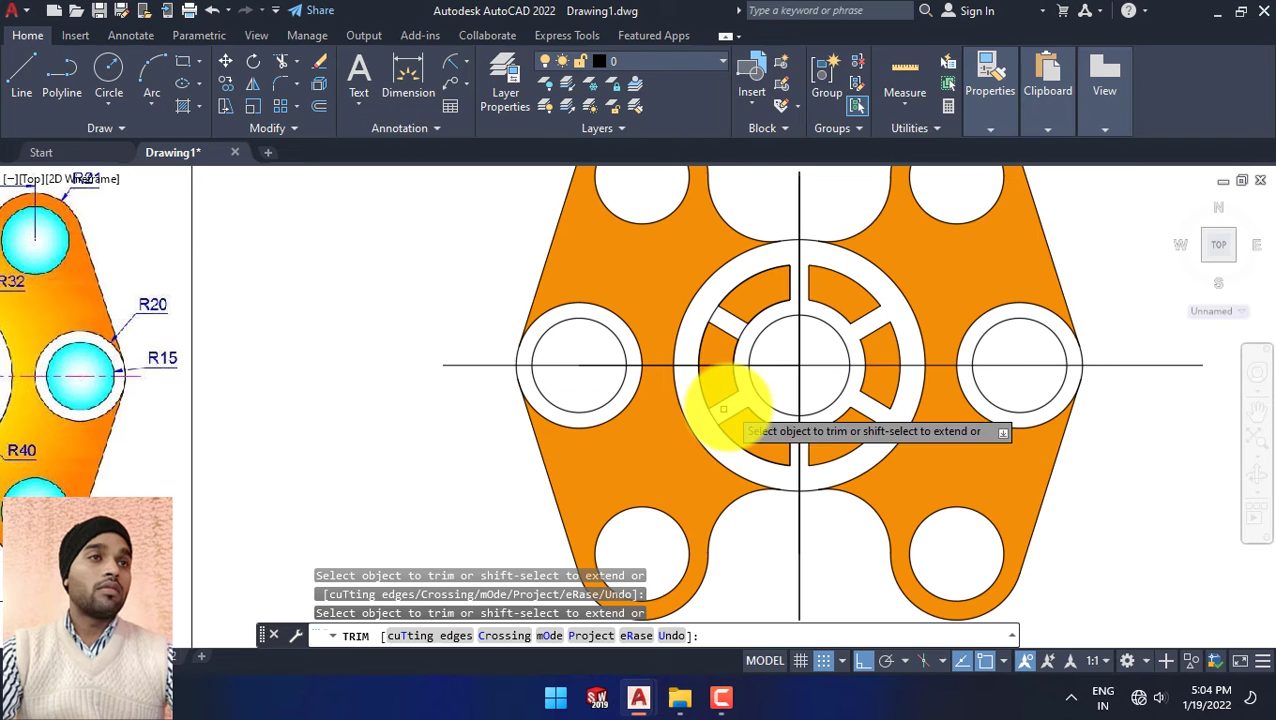 Share
Autodesk AutoCAD 2022 Drawing1.dwg
Type a keyword or phrase
Sign In
Home Insert Annotate Parametric View Manage Output Add-ins Collaborate Express Tools Featured Apps
Line Polyline Circle Arc
Text Dimension
Layer
Properties
0
Insert
Group
Measure
Properties Clipboard View
Draw Modify Annotation Layers Block Groups Utilities
Start Drawing1*
[−][Top][2D Wireframe]
R21
R32
R20
R15
R40
N
W TOP E
S
Unnamed
Select object to trim or shift-select to extend or
Select object to trim or shift-select to extend or
[cuTting edges/Crossing/mOde/Project/eRase/Undo]:
Select object to trim or shift-select to extend or
TRIM [cuTting edges Crossing mOde Project eRase Undo]:
MODEL 1:1
SW
2019
A
C
ENG
IN
5:04 PM
1/19/2022